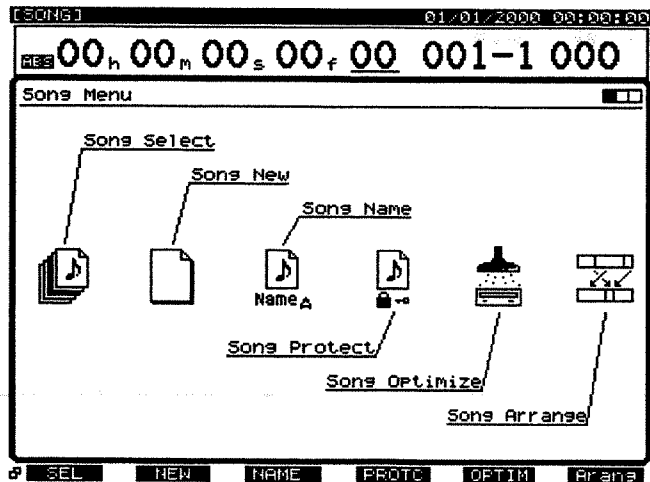 [SONG] 01/01/2000 00:00:00
ABS 00h 00m 00s 00f 00 001-1 000
Song Menu
Song Select
Song New
Song Name
Name
Song Protect
Song Optimize
Song Arrange
SEL NEW NAME PROTC OPTIM Arang